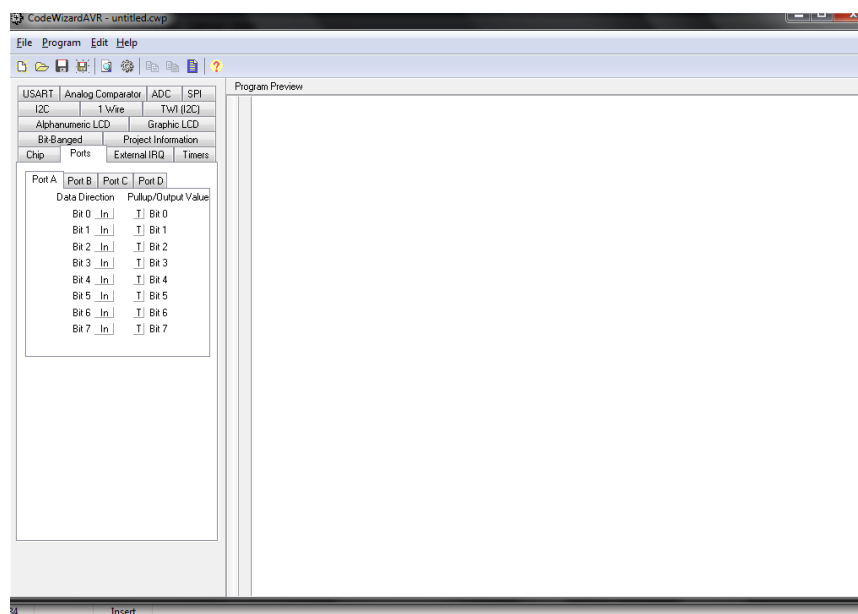 CodeWizardAVR - untitled.cwp
File Program Edit Help
USART Analog Comparator ADC SPI
I2C 1 Wire TWI (I2C)
Alphanumeric LCD Graphic LCD
Bit-Banged Project Information
Chip Ports External IRQ Timers
Port A Port B Port C Port D
Data Direction Pullup/Output Value
Bit 0 In T Bit 0
Bit 1 In T Bit 1
Bit 2 In T Bit 2
Bit 3 In T Bit 3
Bit 4 In T Bit 4
Bit 5 In T Bit 5
Bit 6 In T Bit 6
Bit 7 In T Bit 7
Program Preview
Insert